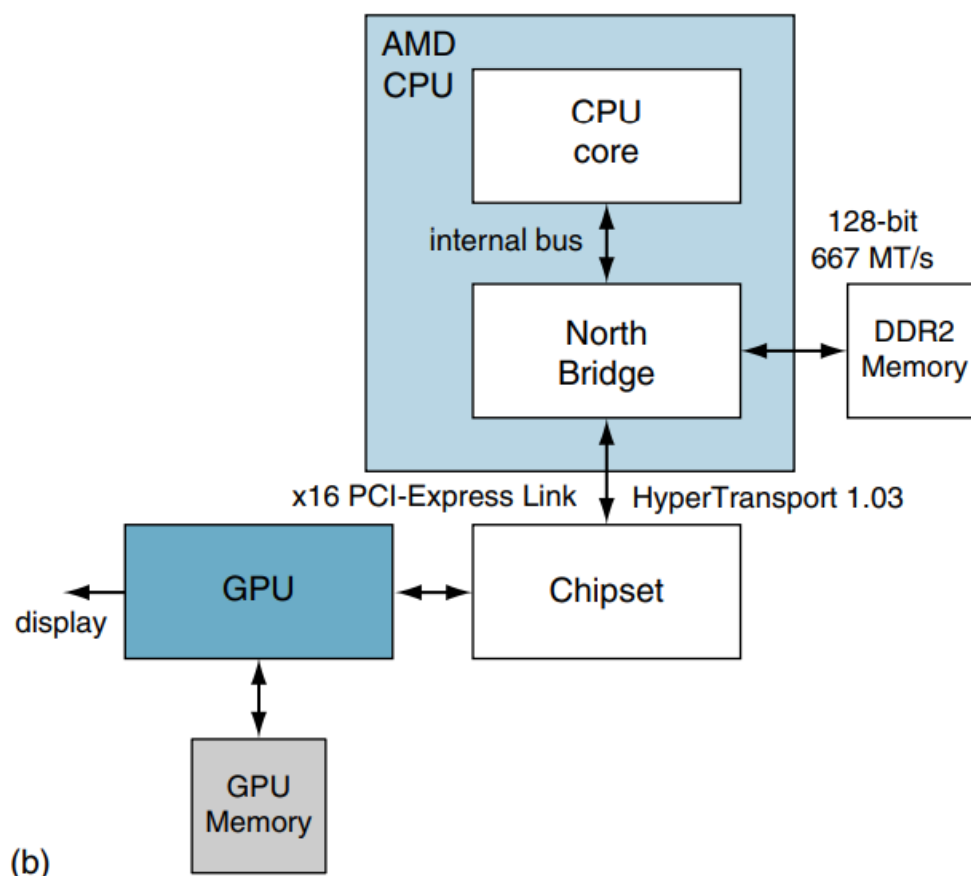 AMD
CPU
CPU
core
internal bus
128-bit
667 MT/s
North
Bridge
DDR2
Memory
x16 PCI-Express Link
HyperTransport 1.03
GPU
Chipset
display
GPU
Memory
(b)